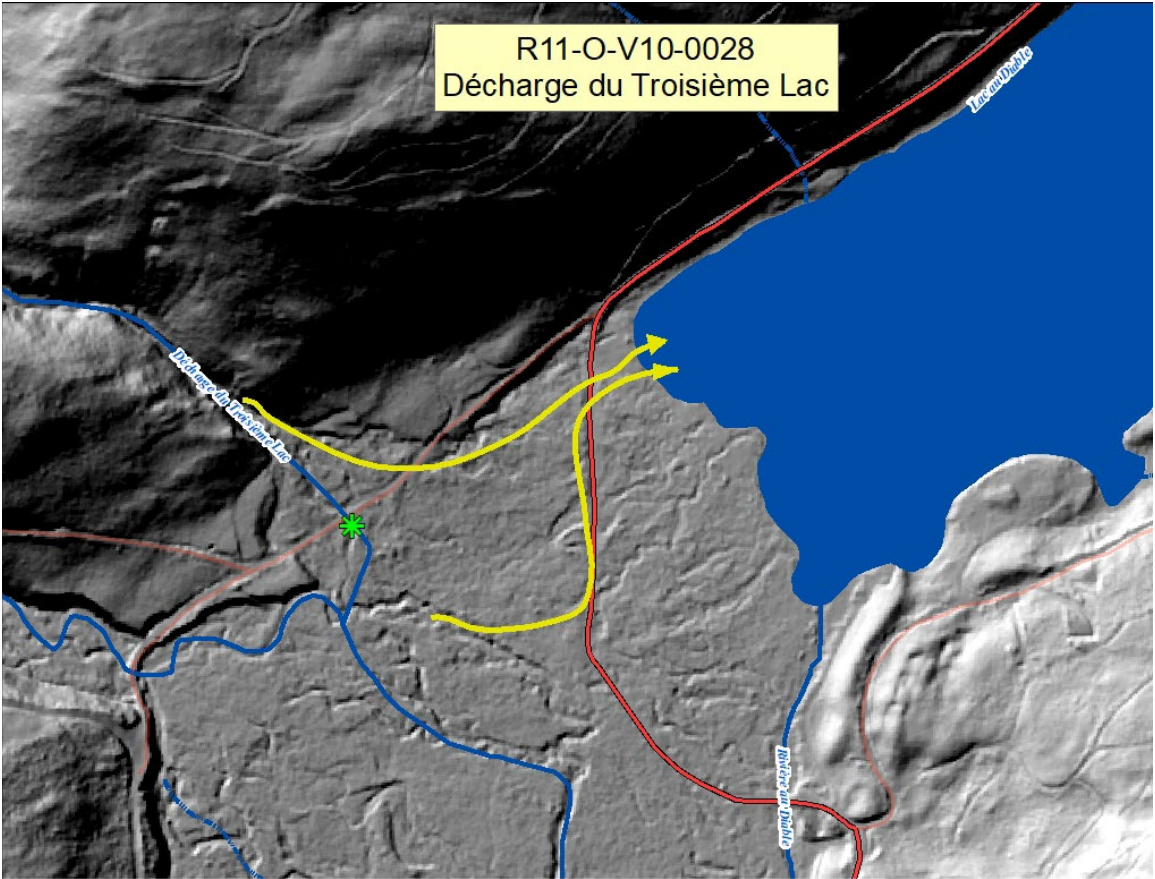 R11-O-V10-0028
Décharge du Troisième Lac
Lac au Diable
Décharge du Troisième Lac
Rivière au Diable